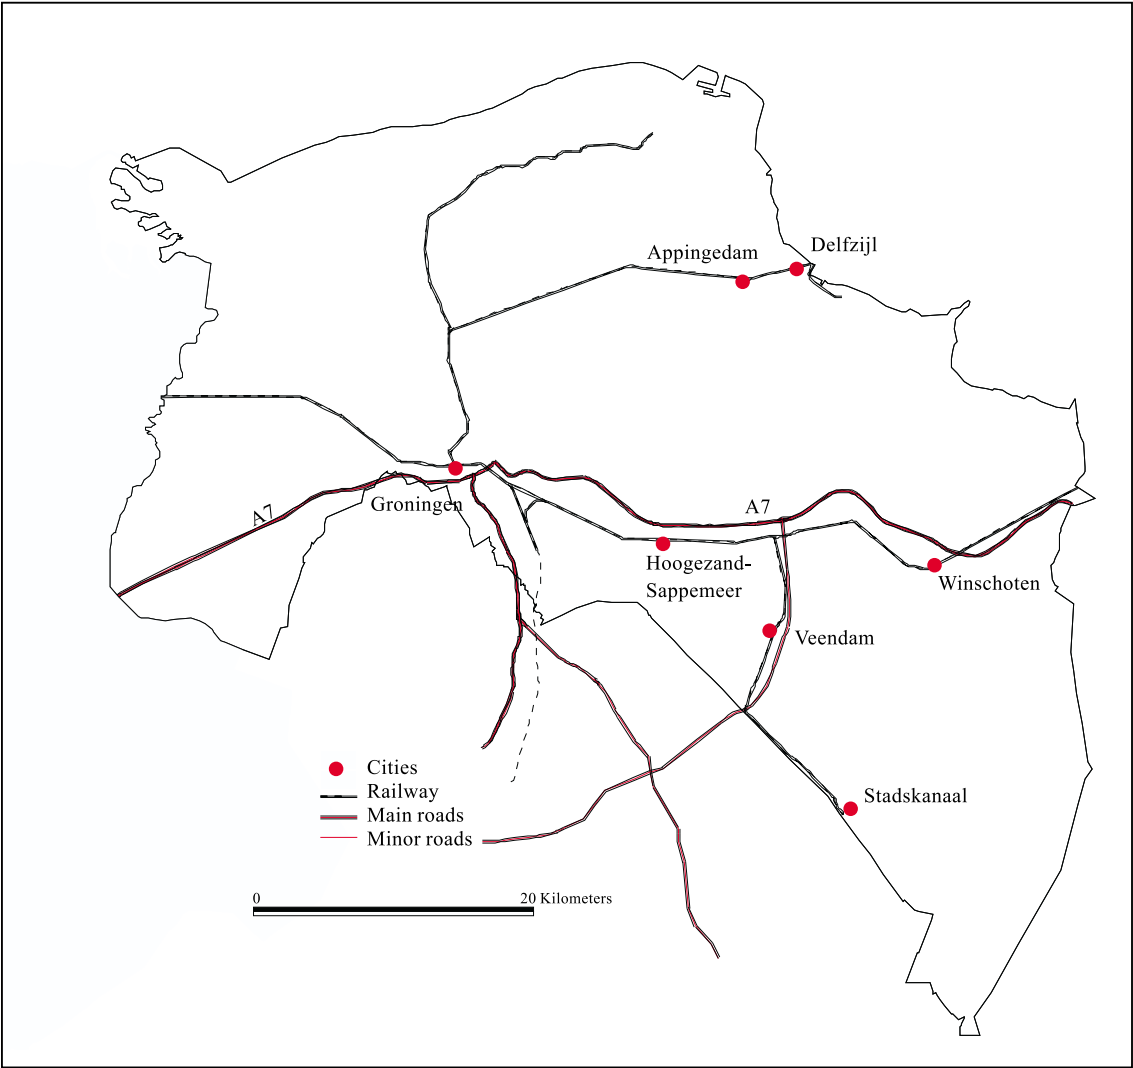 Delfzijl
Appingedam
Groningen
A7
A7
Hoogezand-
Sappemeer
Winschoten
Veendam
Cities
Railway
Main roads
Minor roads
Stadskanaal
0
20 Kilometers